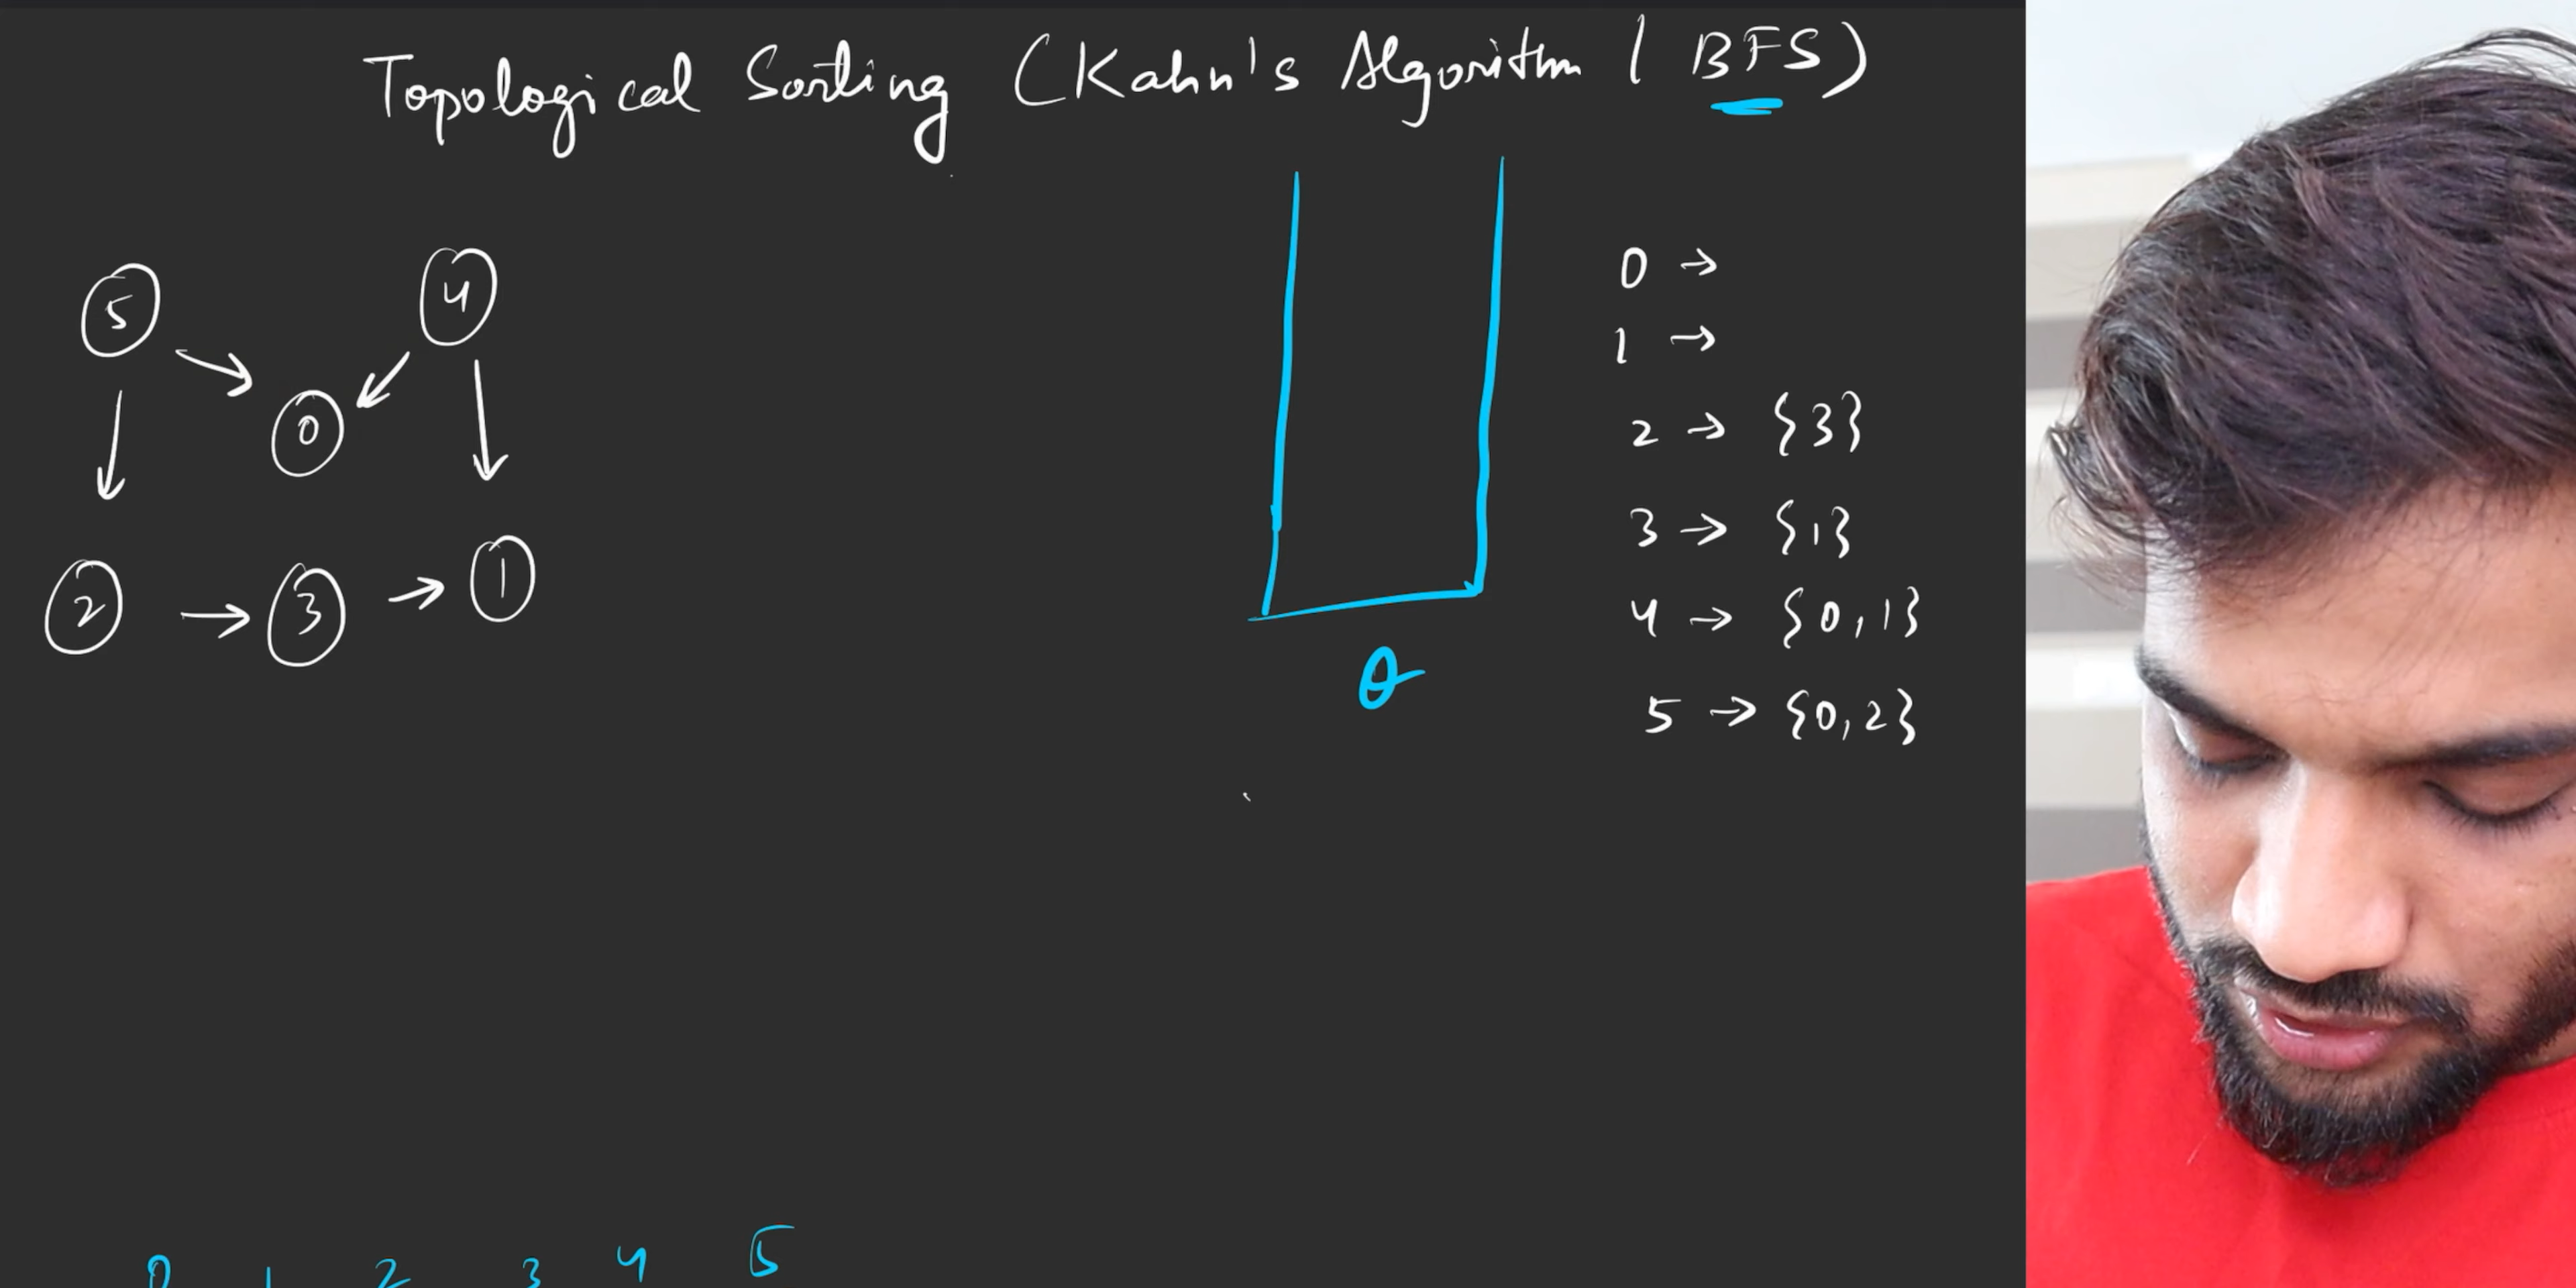 Topological Sorting (Kahn's Algorithm | BFS)
5 4
0
2 → 3 → 1
Q
0 →
1 →
2 → {3}
3 → {1}
4 → {0,1}
5 → {0,2}
0 1 2 3 4 5